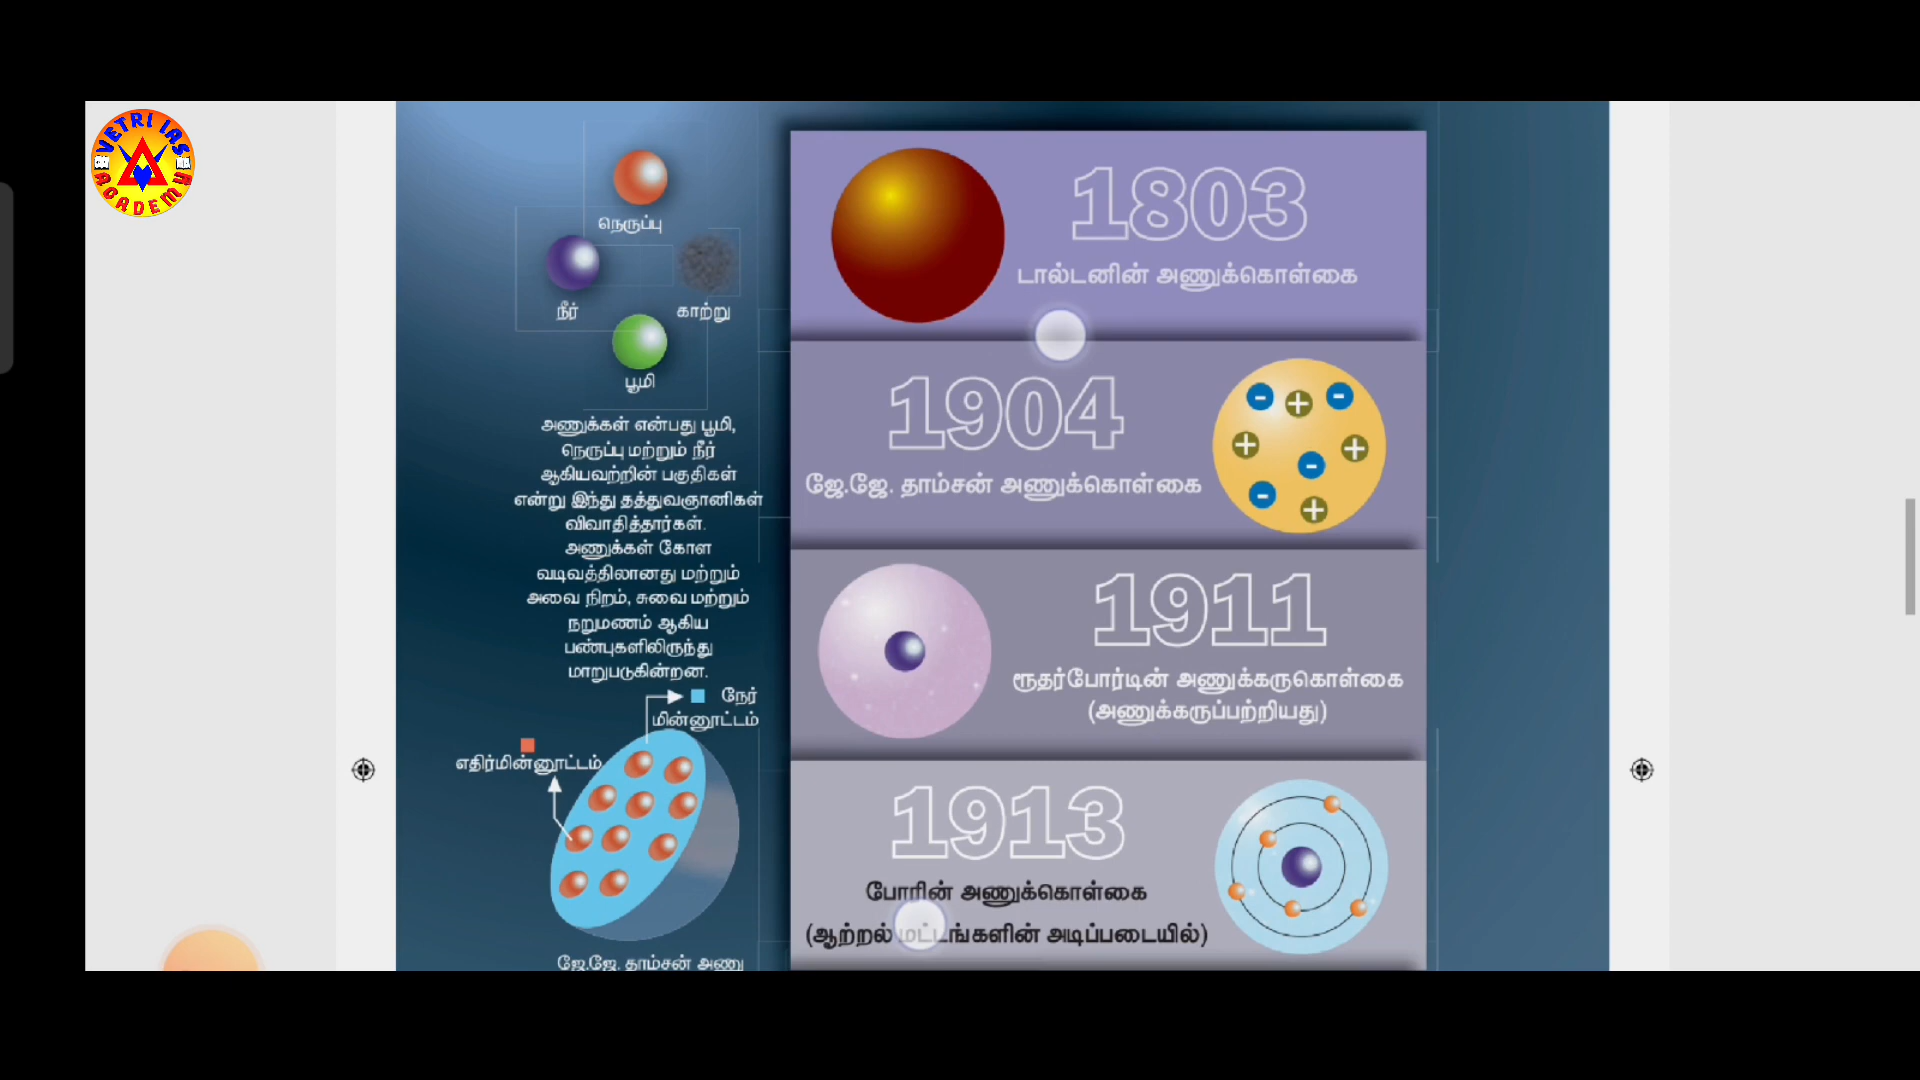 VETRI IAS
ACADEMY
நெருப்பு
நீர்
காற்று
பூமி
அணுக்கள் என்பது பூமி,
நெருப்பு மற்றும் நீர்
ஆகியவற்றின் பகுதிகள்
என்று இந்து தத்துவஞானிகள்
விவாதித்தார்கள்.
அணுக்கள் கோள
வடிவத்திலானது மற்றும்
அவை நிறம், சுவை மற்றும்
நறுமணம் ஆகிய
பண்புகளிலிருந்து
மாறுபடுகின்றன.
நேர்
மின்னூட்டம்
எதிர்மின்னூட்டம்
ஜே.ஜே. தாம்சன் அணு
1803
டால்டனின் அணுக்கொள்கை
1904
ஜே.ஜே. தாம்சன் அணுக்கொள்கை
1911
ரூதர்போர்டின் அணுக்கருகொள்கை
(அணுக்கருப்பற்றியது)
1913
போரின் அணுக்கொள்கை
(ஆற்றல் மட்டங்களின் அடிப்படையில்)